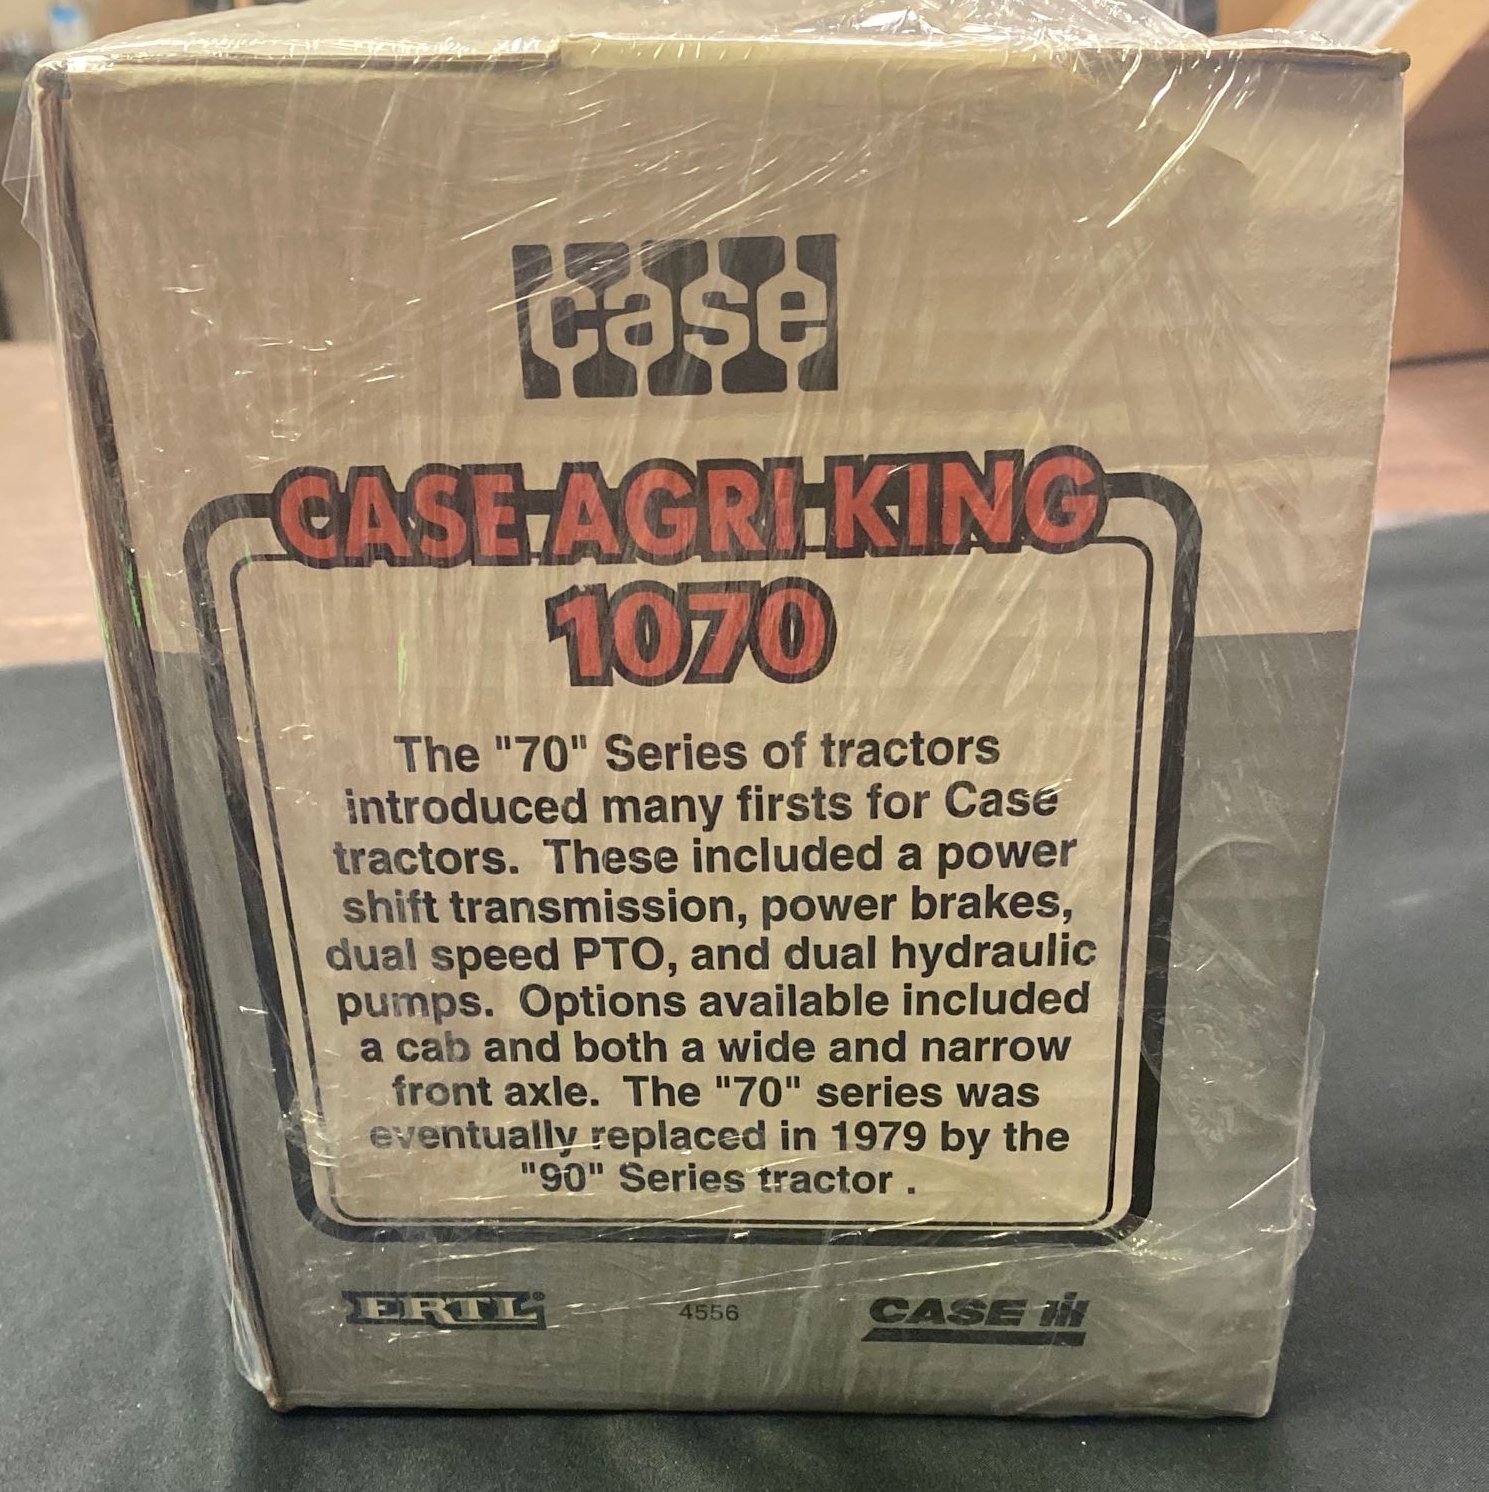 case
CASE AGRI KING
1070
The "70" Series of tractors
introduced many firsts for Case
tractors. These included a power
shift transmission, power brakes,
dual speed PTO, and dual hydraulic
pumps. Options available included
a cab and both a wide and narrow
front axle. The "70" series was
eventually replaced in 1979 by the
"90" Series tractor .
ERTL®
4556
CASE IH